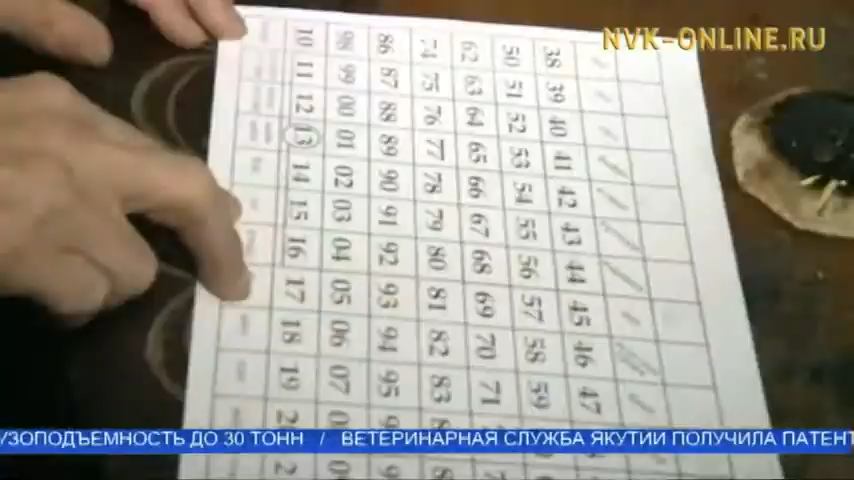 NVK-ONLINE.RU
10 98 86 74 62 50 38
11 99 87 75 63 51 39
12 00 88 76 64 52 40
13 01 89 77 65 53 41
14 02 90 78 66 54 42
15 03 91 79 67 55 43
16 04 92 80 68 56 44
17 05 93 81 69 57 45
18 06 94 82 70 58 46
19 07 95 83 71 59 47
УЗОПОДЪЕМНОСТЬ ДО 30 ТОНН / ВЕТЕРИНАРНАЯ СЛУЖБА ЯКУТИИ ПОЛУЧИЛА ПАТЕНТ